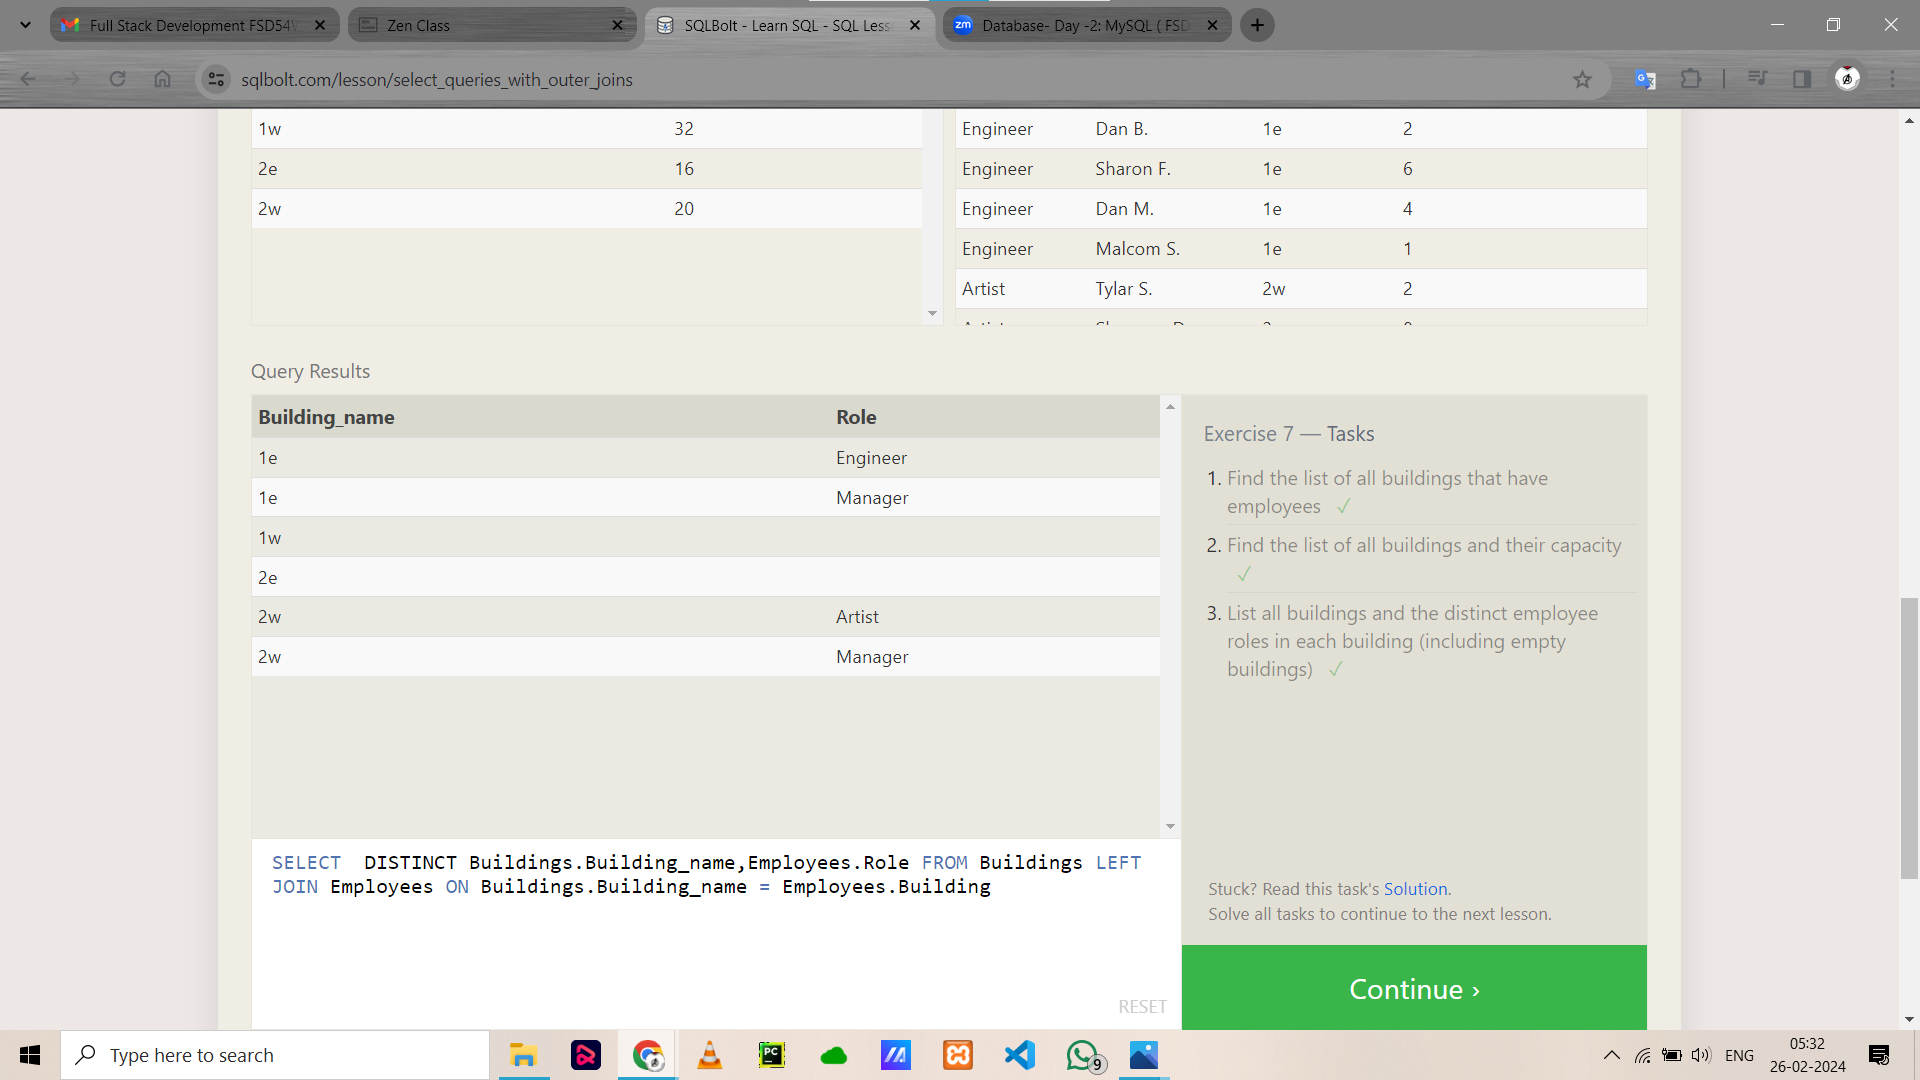 Full Stack Development FSD54W
Zen Class
SQLBolt - Learn SQL - SQL Less
Database- Day -2: MySQL ( FSD
sqlbolt.com/lesson/select_queries_with_outer_joins
1w 32
2e 16
2w 20
Engineer Dan B. 1e 2
Engineer Sharon F. 1e 6
Engineer Dan M. 1e 4
Engineer Malcom S. 1e 1
Artist Tylar S. 2w 2
Query Results
Building_name Role
1e Engineer
1e Manager
1w
2e
2w Artist
2w Manager
Exercise 7 — Tasks
1. Find the list of all buildings that have
employees ✓
2. Find the list of all buildings and their capacity
✓
3. List all buildings and the distinct employee
roles in each building (including empty
buildings) ✓
SELECT  DISTINCT Buildings.Building_name,Employees.Role FROM Buildings LEFT
JOIN Employees ON Buildings.Building_name = Employees.Building
RESET
Stuck? Read this task's Solution.
Solve all tasks to continue to the next lesson.
Continue ›
Type here to search
PC
9
ENG
05:32
26-02-2024